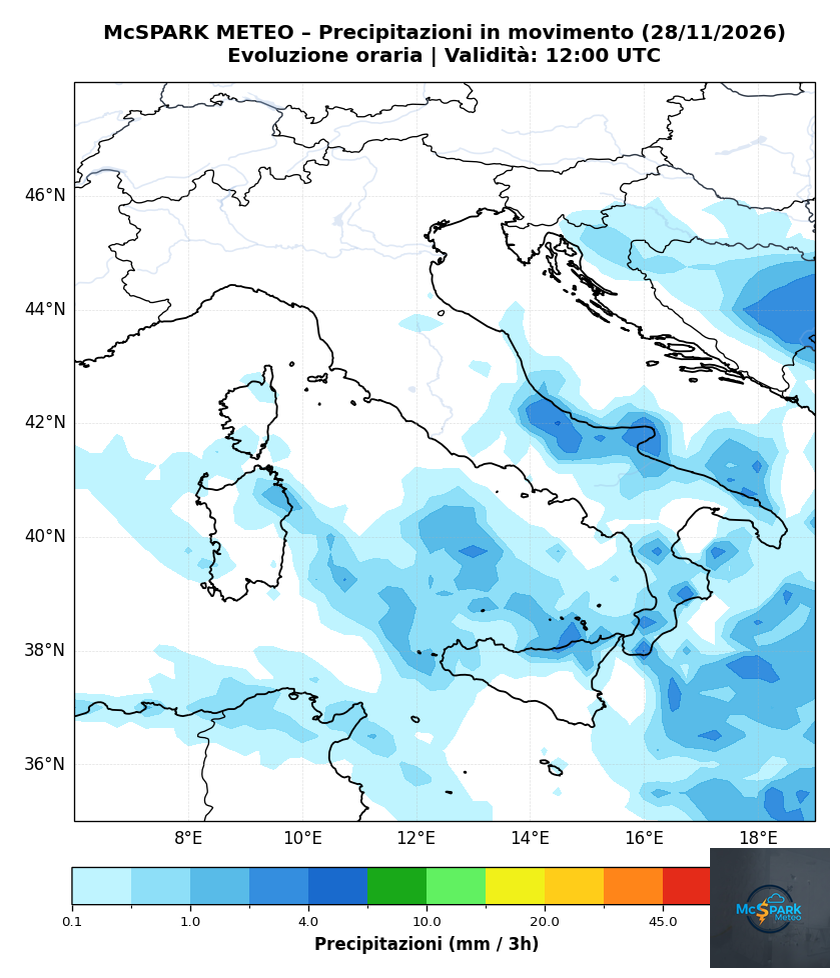 McSPARK METEO – Precipitazioni in movimento (28/11/2026)
Evoluzione oraria | Validità: 12:00 UTC
46°N
44°N
42°N
40°N
38°N
36°N
8°E 10°E 12°E 14°E 16°E 18°E
0.1 1.0 4.0 10.0 20.0 45.0
Precipitazioni (mm / 3h)
McSPARK
Meteo